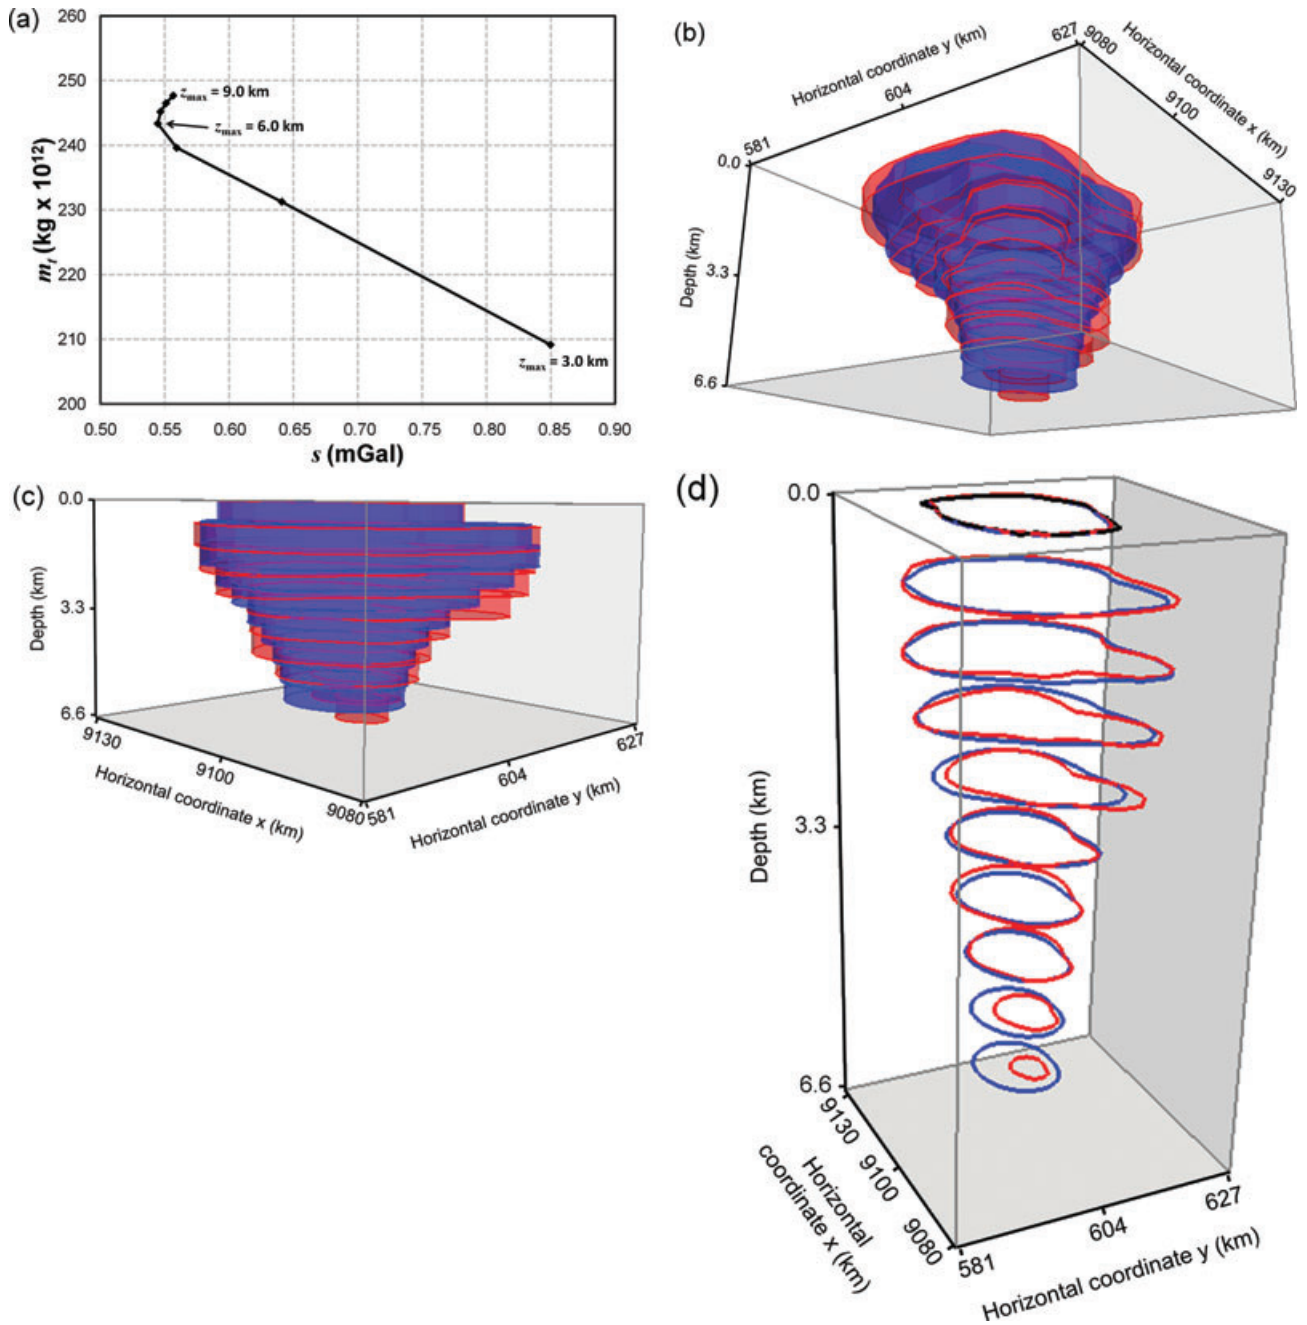 (a)
260
250
240
230
220
210
200
m_t (kg x 10^12)
z_max = 9.0 km
z_max = 6.0 km
z_max = 3.0 km
0.50 0.55 0.60 0.65 0.70 0.75 0.80 0.85 0.90
s (mGal)
(b)
Horizontal coordinate y (km)
581
604
627
Horizontal coordinate x (km)
9080
9100
9130
0.0
3.3
6.6
Depth (km)
(c)
0.0
3.3
6.6
Depth (km)
9130
9100
9080
Horizontal coordinate x (km)
581
604
627
Horizontal coordinate y (km)
(d)
0.0
3.3
6.6
Depth (km)
9130
9100
9080
Horizontal
coordinate x (km)
581
604
627
Horizontal coordinate y (km)